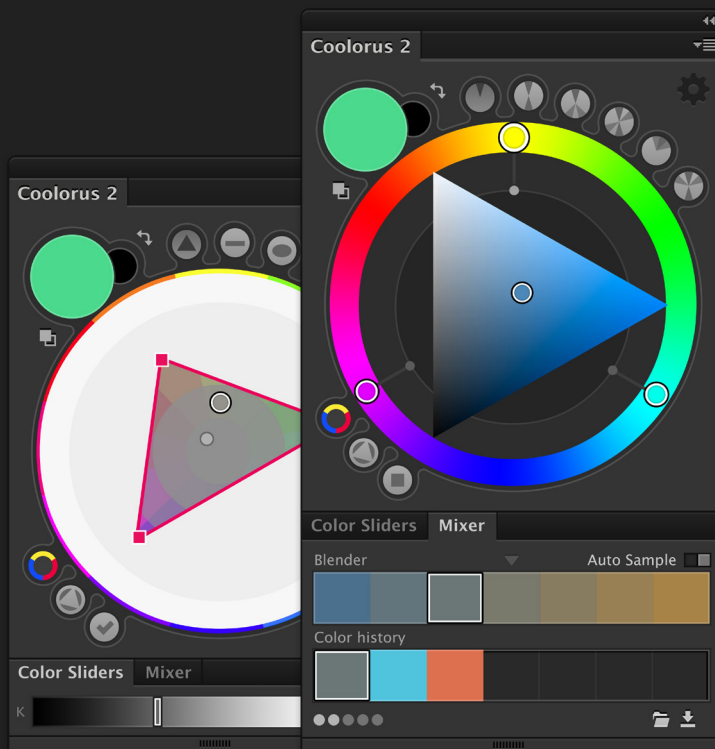 Coolorus 2
Coolorus 2
Color Sliders Mixer
Blender Auto Sample
Color history
Color Sliders Mixer
K